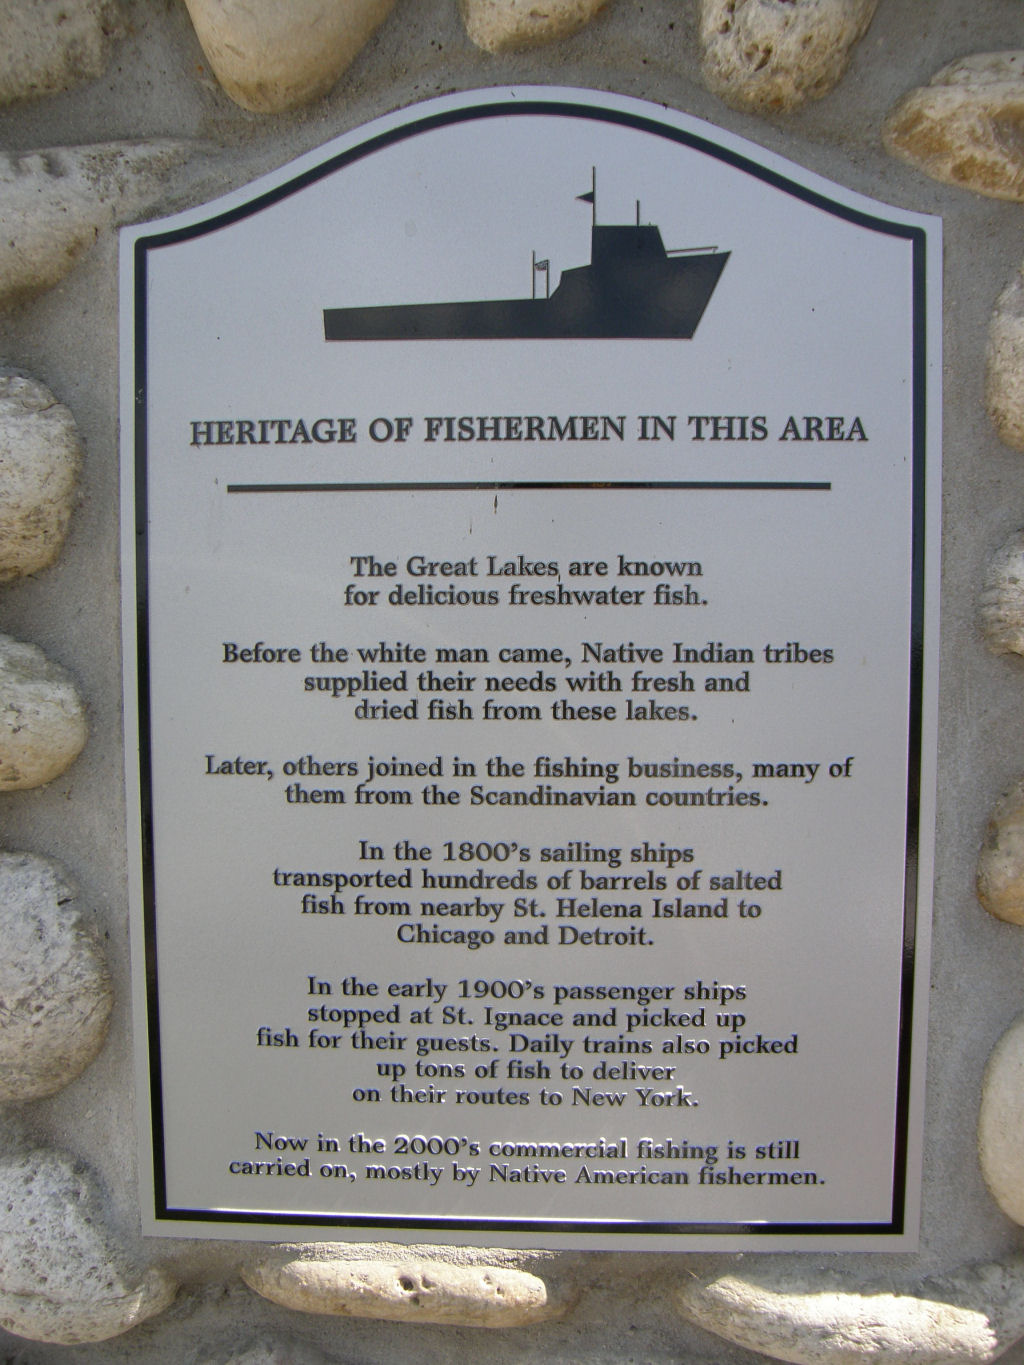 HERITAGE OF FISHERMEN IN THIS AREA
The Great Lakes are known
for delicious freshwater fish.
Before the white man came, Native Indian tribes
supplied their needs with fresh and
dried fish from these lakes.
Later, others joined in the fishing business, many of
them from the Scandinavian countries.
In the 1800's sailing ships
transported hundreds of barrels of salted
fish from nearby St. Helena Island to
Chicago and Detroit.
In the early 1900's passenger ships
stopped at St. Ignace and picked up
fish for their guests. Daily trains also picked
up tons of fish to deliver
on their routes to New York.
Now in the 2000's commercial fishing is still
carried on, mostly by Native American fishermen.